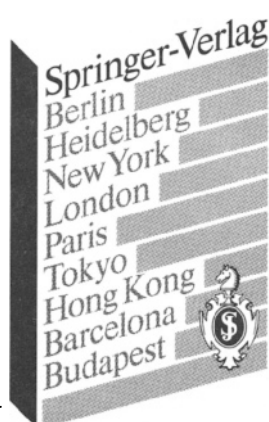 Springer-Verlag
Berlin
Heidelberg
New York
London
Paris
Tokyo
Hong Kong
Barcelona
Budapest